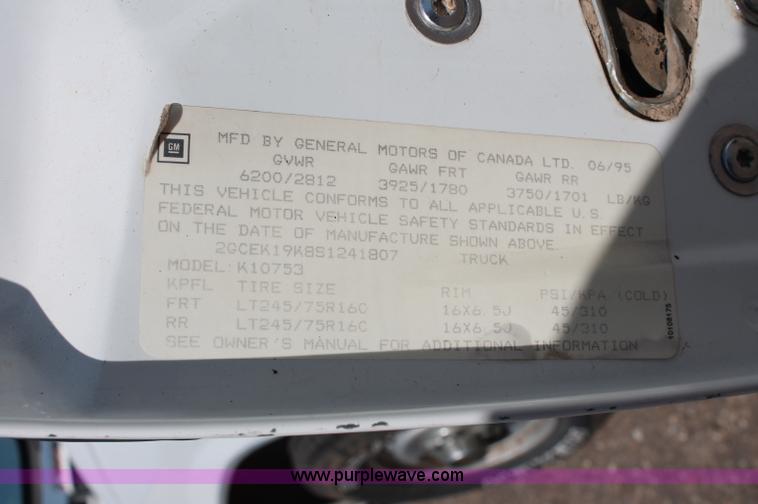 GM
MFD BY GENERAL MOTORS OF CANADA LTD. 06/95
GVWR GAWR FRT GAWR RR
6200/2812 3925/1780 3750/1701 LB/KG
THIS VEHICLE CONFORMS TO ALL APPLICABLE U.S.
FEDERAL MOTOR VEHICLE SAFETY STANDARDS IN EFFECT
ON THE DATE OF MANUFACTURE SHOWN ABOVE.
2GCEK19K8S1241807 TRUCK
MODEL: K10753
KPFL TIRE SIZE RIM PSI/KPA (COLD)
FRT LT245/75R16C 16X6.5J 45/310
RR LT245/75R16C 16X6.5J 45/310
SEE OWNER'S MANUAL FOR ADDITIONAL INFORMATION
10108175
www.purplewave.com